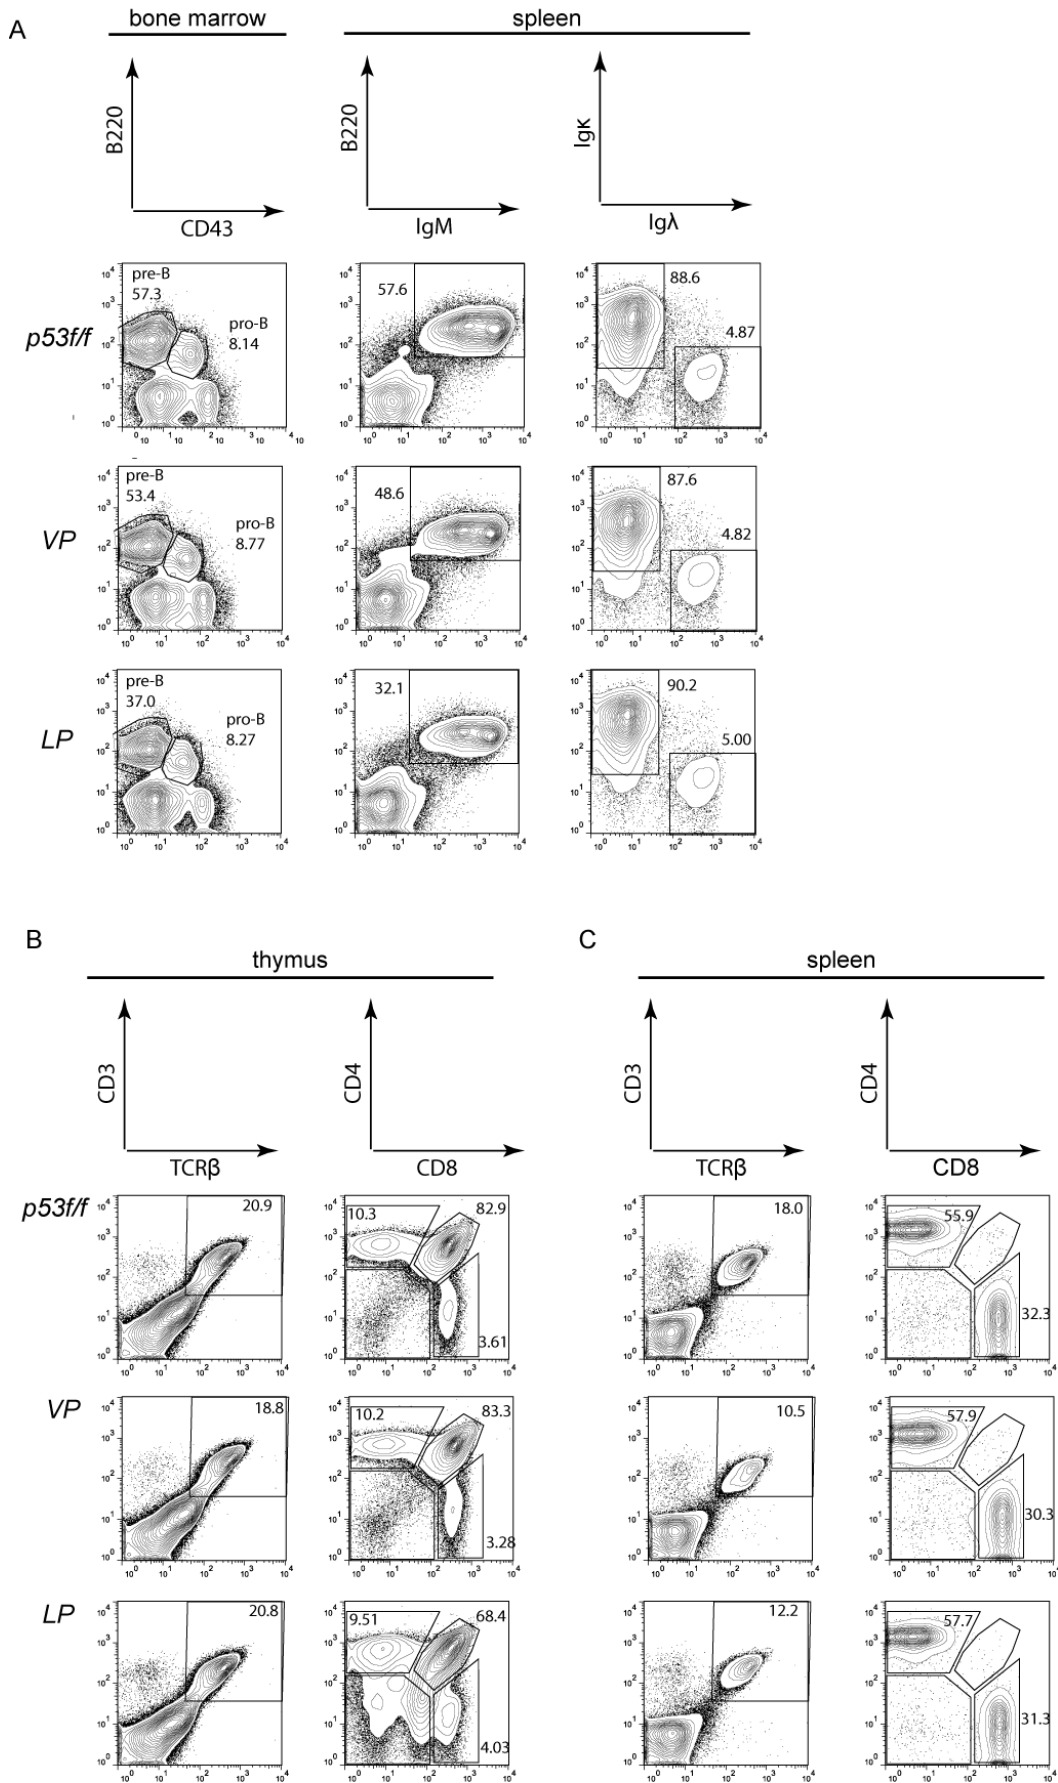 A
bone marrow
spleen
B220
CD43
B220
IgM
Igκ
Igλ
p53f/f
pre-B
57.3
pro-B
8.14
57.6
88.6
4.87
VP
pre-B
53.4
pro-B
8.77
48.6
87.6
4.82
LP
pre-B
37.0
pro-B
8.27
32.1
90.2
5.00
B
thymus
CD3
TCRβ
CD4
CD8
C
spleen
CD3
TCRβ
CD4
CD8
p53f/f
20.9
10.3
82.9
3.61
18.0
55.9
32.3
VP
18.8
10.2
83.3
3.28
10.5
57.9
30.3
LP
20.8
9.51
68.4
4.03
12.2
57.7
31.3